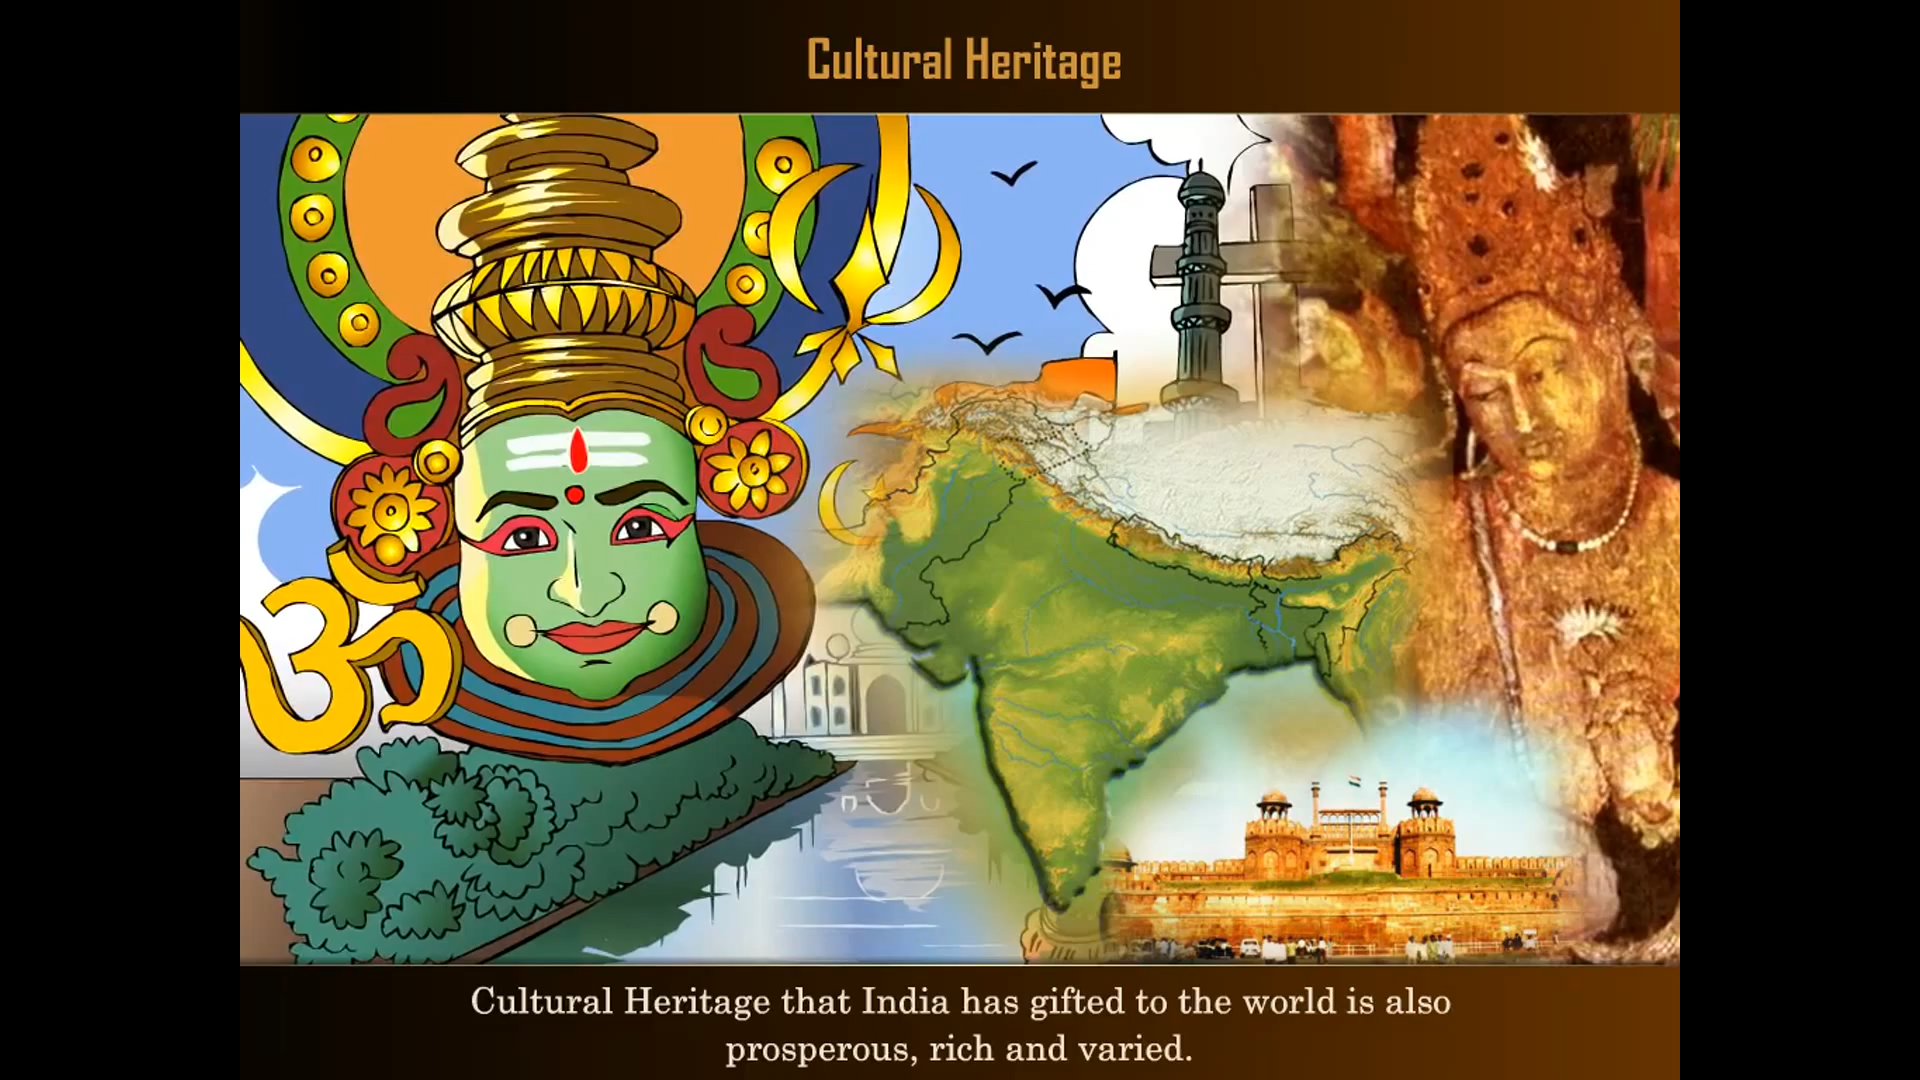 Cultural Heritage
ॐ
Cultural Heritage that India has gifted to the world is also
prosperous, rich and varied.